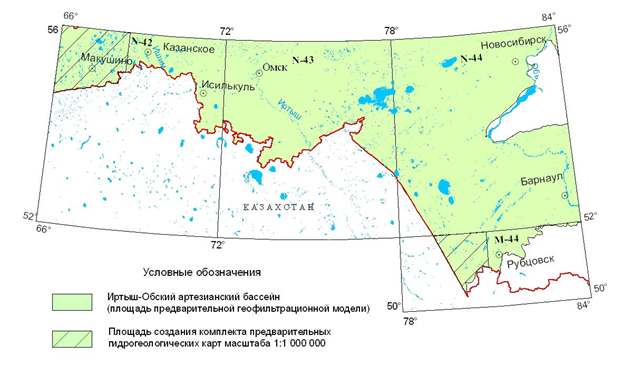 66°
72°
78°
84°
56
56°
N-42
Казанское
Макушино
Ишим
N-43
Омск
Исилькуль
Иртыш
N-44
Новосибирск
Обь
КАЗАХСТАН
Барнаул
52°
66°
72°
52°
M-44
Рубцовск
50°
78°
84°
50°
Условные обозначения
Иртыш-Обский артезианский бассейн
(площадь предварительной геофильтрационной модели)
Площадь создания комплекта предварительных
гидрогеологических карт масштаба 1:1 000 000